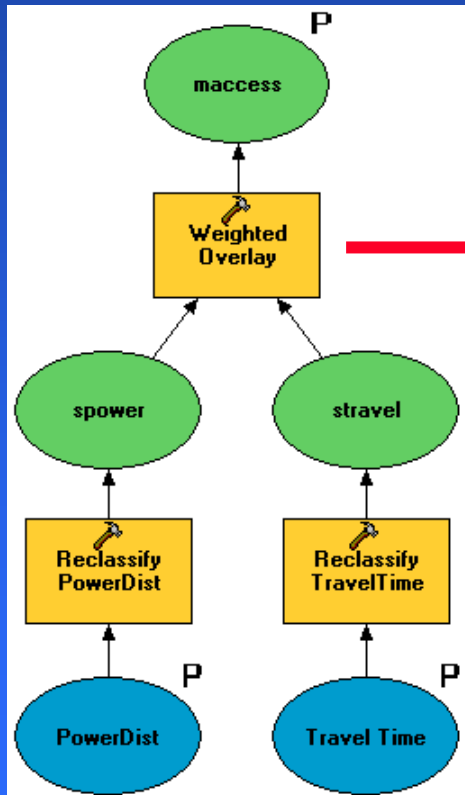 P
maccess
Weighted
Overlay
spower
stravel
Reclassify
PowerDist
Reclassify
TravelTime
P
P
PowerDist
Travel Time